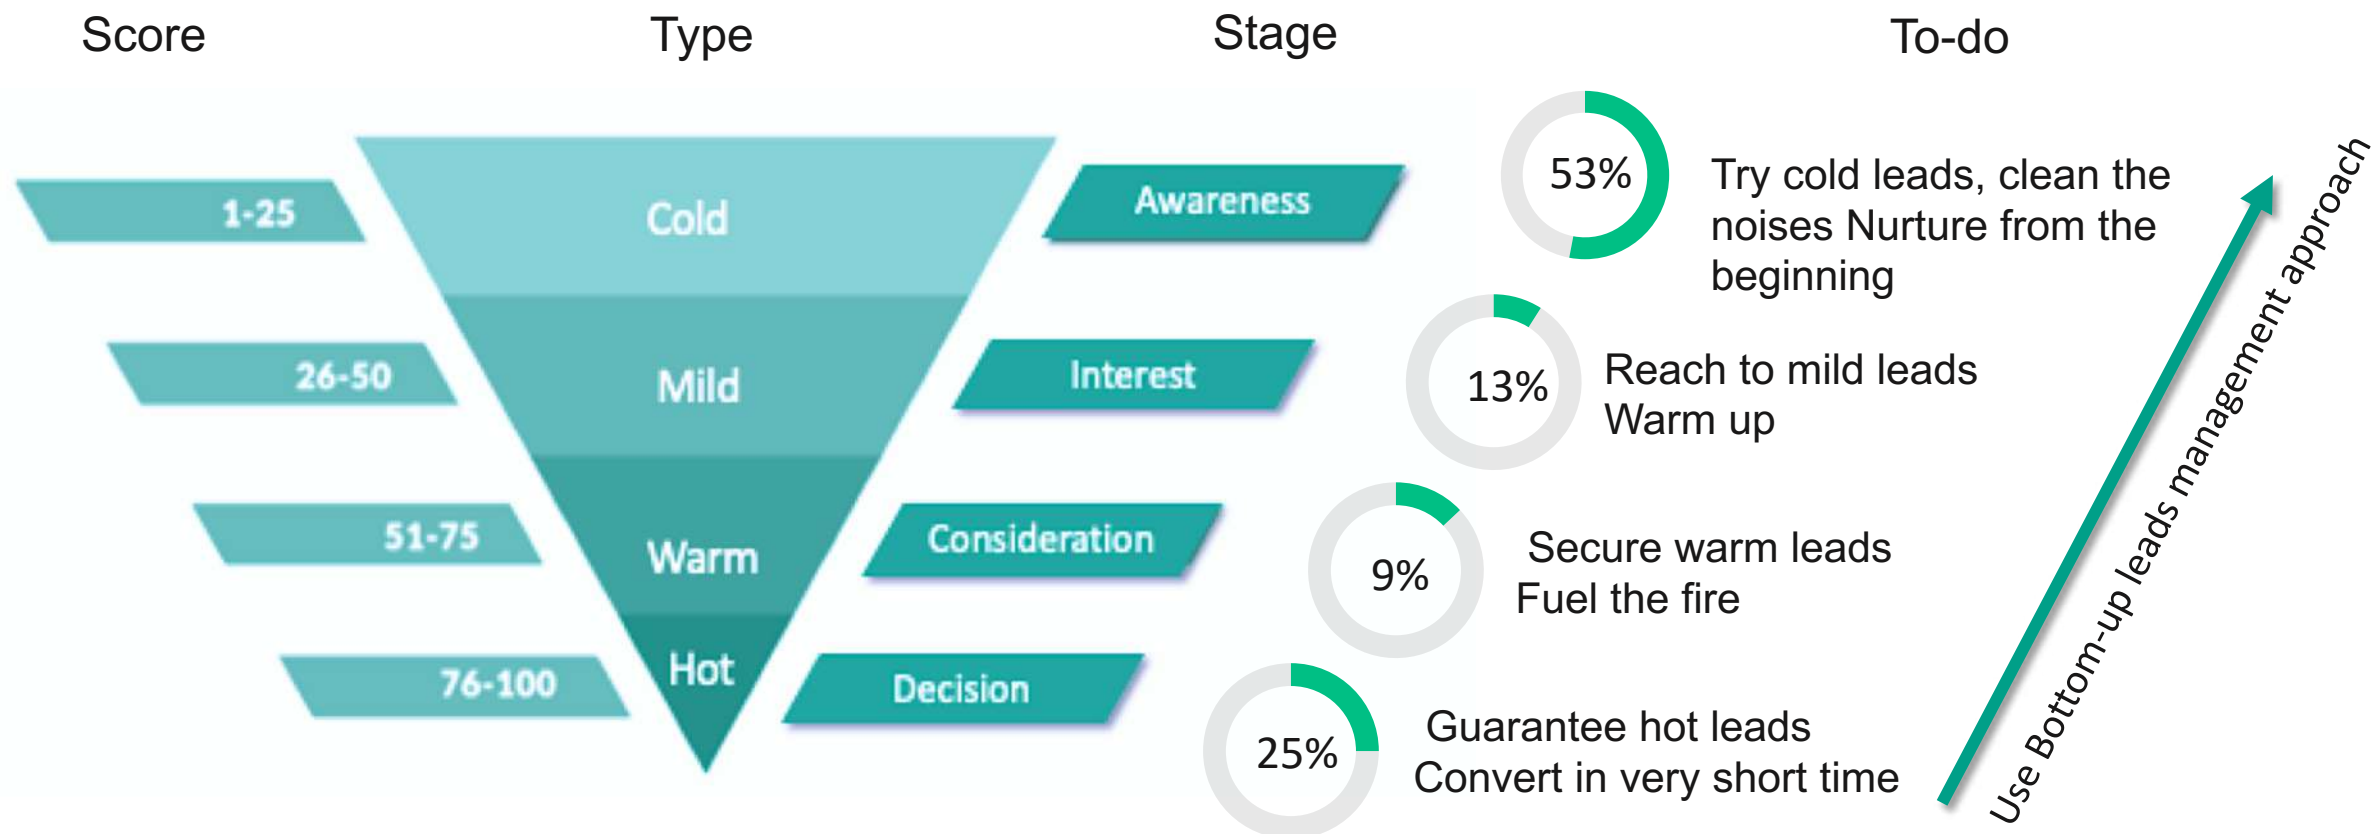 Score
Type
Stage
To-do
1-25
Cold
Awareness
53%
Try cold leads, clean the
noises Nurture from the
beginning
26-50
Mild
Interest
13%
Reach to mild leads
Warm up
51-75
Warm
Consideration
9%
Secure warm leads
Fuel the fire
76-100
Hot
Decision
25%
Guarantee hot leads
Convert in very short time
Use Bottom-up leads management approach